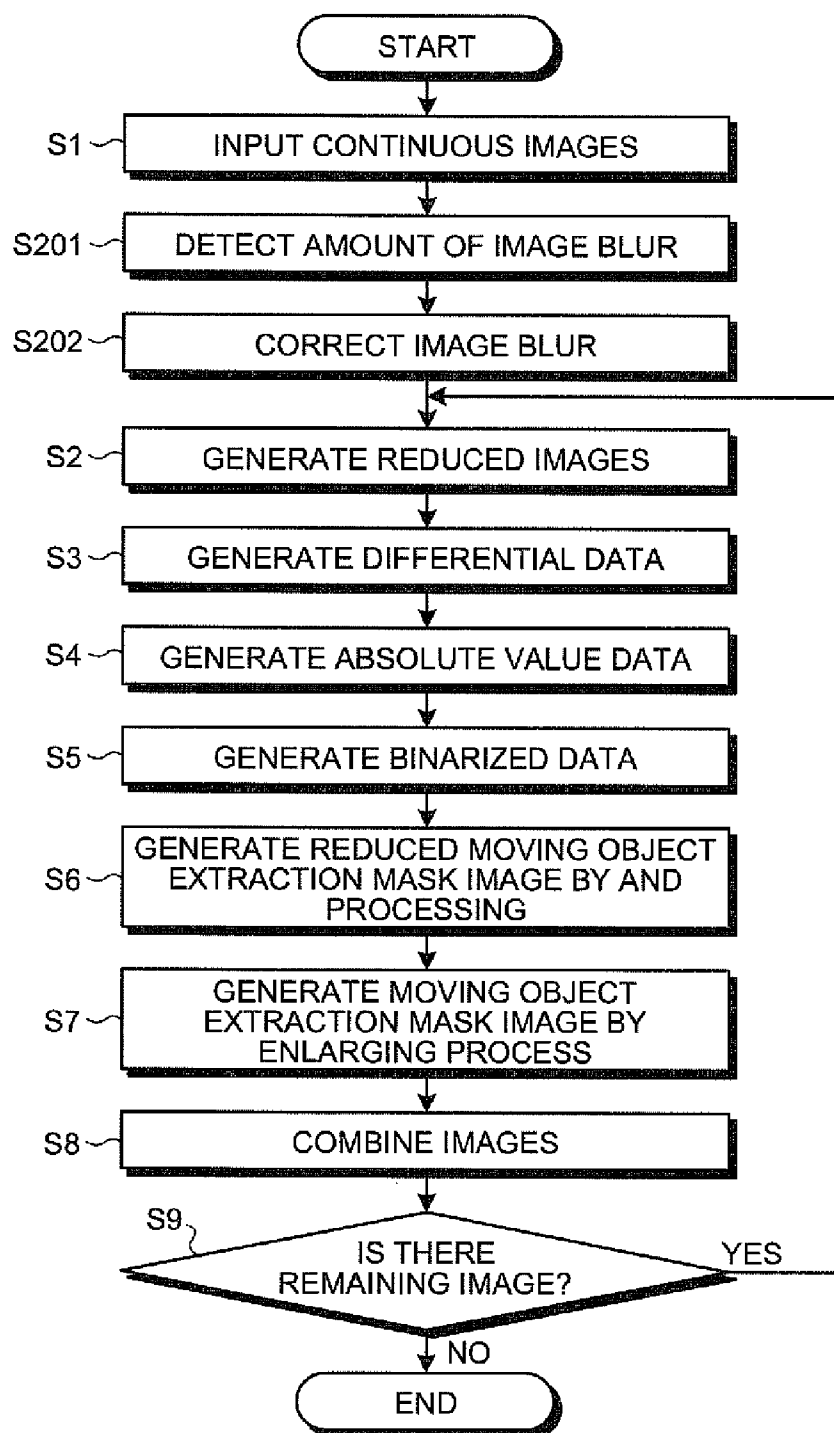 START
S1
INPUT CONTINUOUS IMAGES
S201
DETECT AMOUNT OF IMAGE BLUR
S202
CORRECT IMAGE BLUR
S2
GENERATE REDUCED IMAGES
S3
GENERATE DIFFERENTIAL DATA
S4
GENERATE ABSOLUTE VALUE DATA
S5
GENERATE BINARIZED DATA
S6
GENERATE REDUCED MOVING OBJECT
EXTRACTION MASK IMAGE BY AND
PROCESSING
S7
GENERATE MOVING OBJECT
EXTRACTION MASK IMAGE BY
ENLARGING PROCESS
S8
COMBINE IMAGES
S9
IS THERE
REMAINING IMAGE?
YES
NO
END